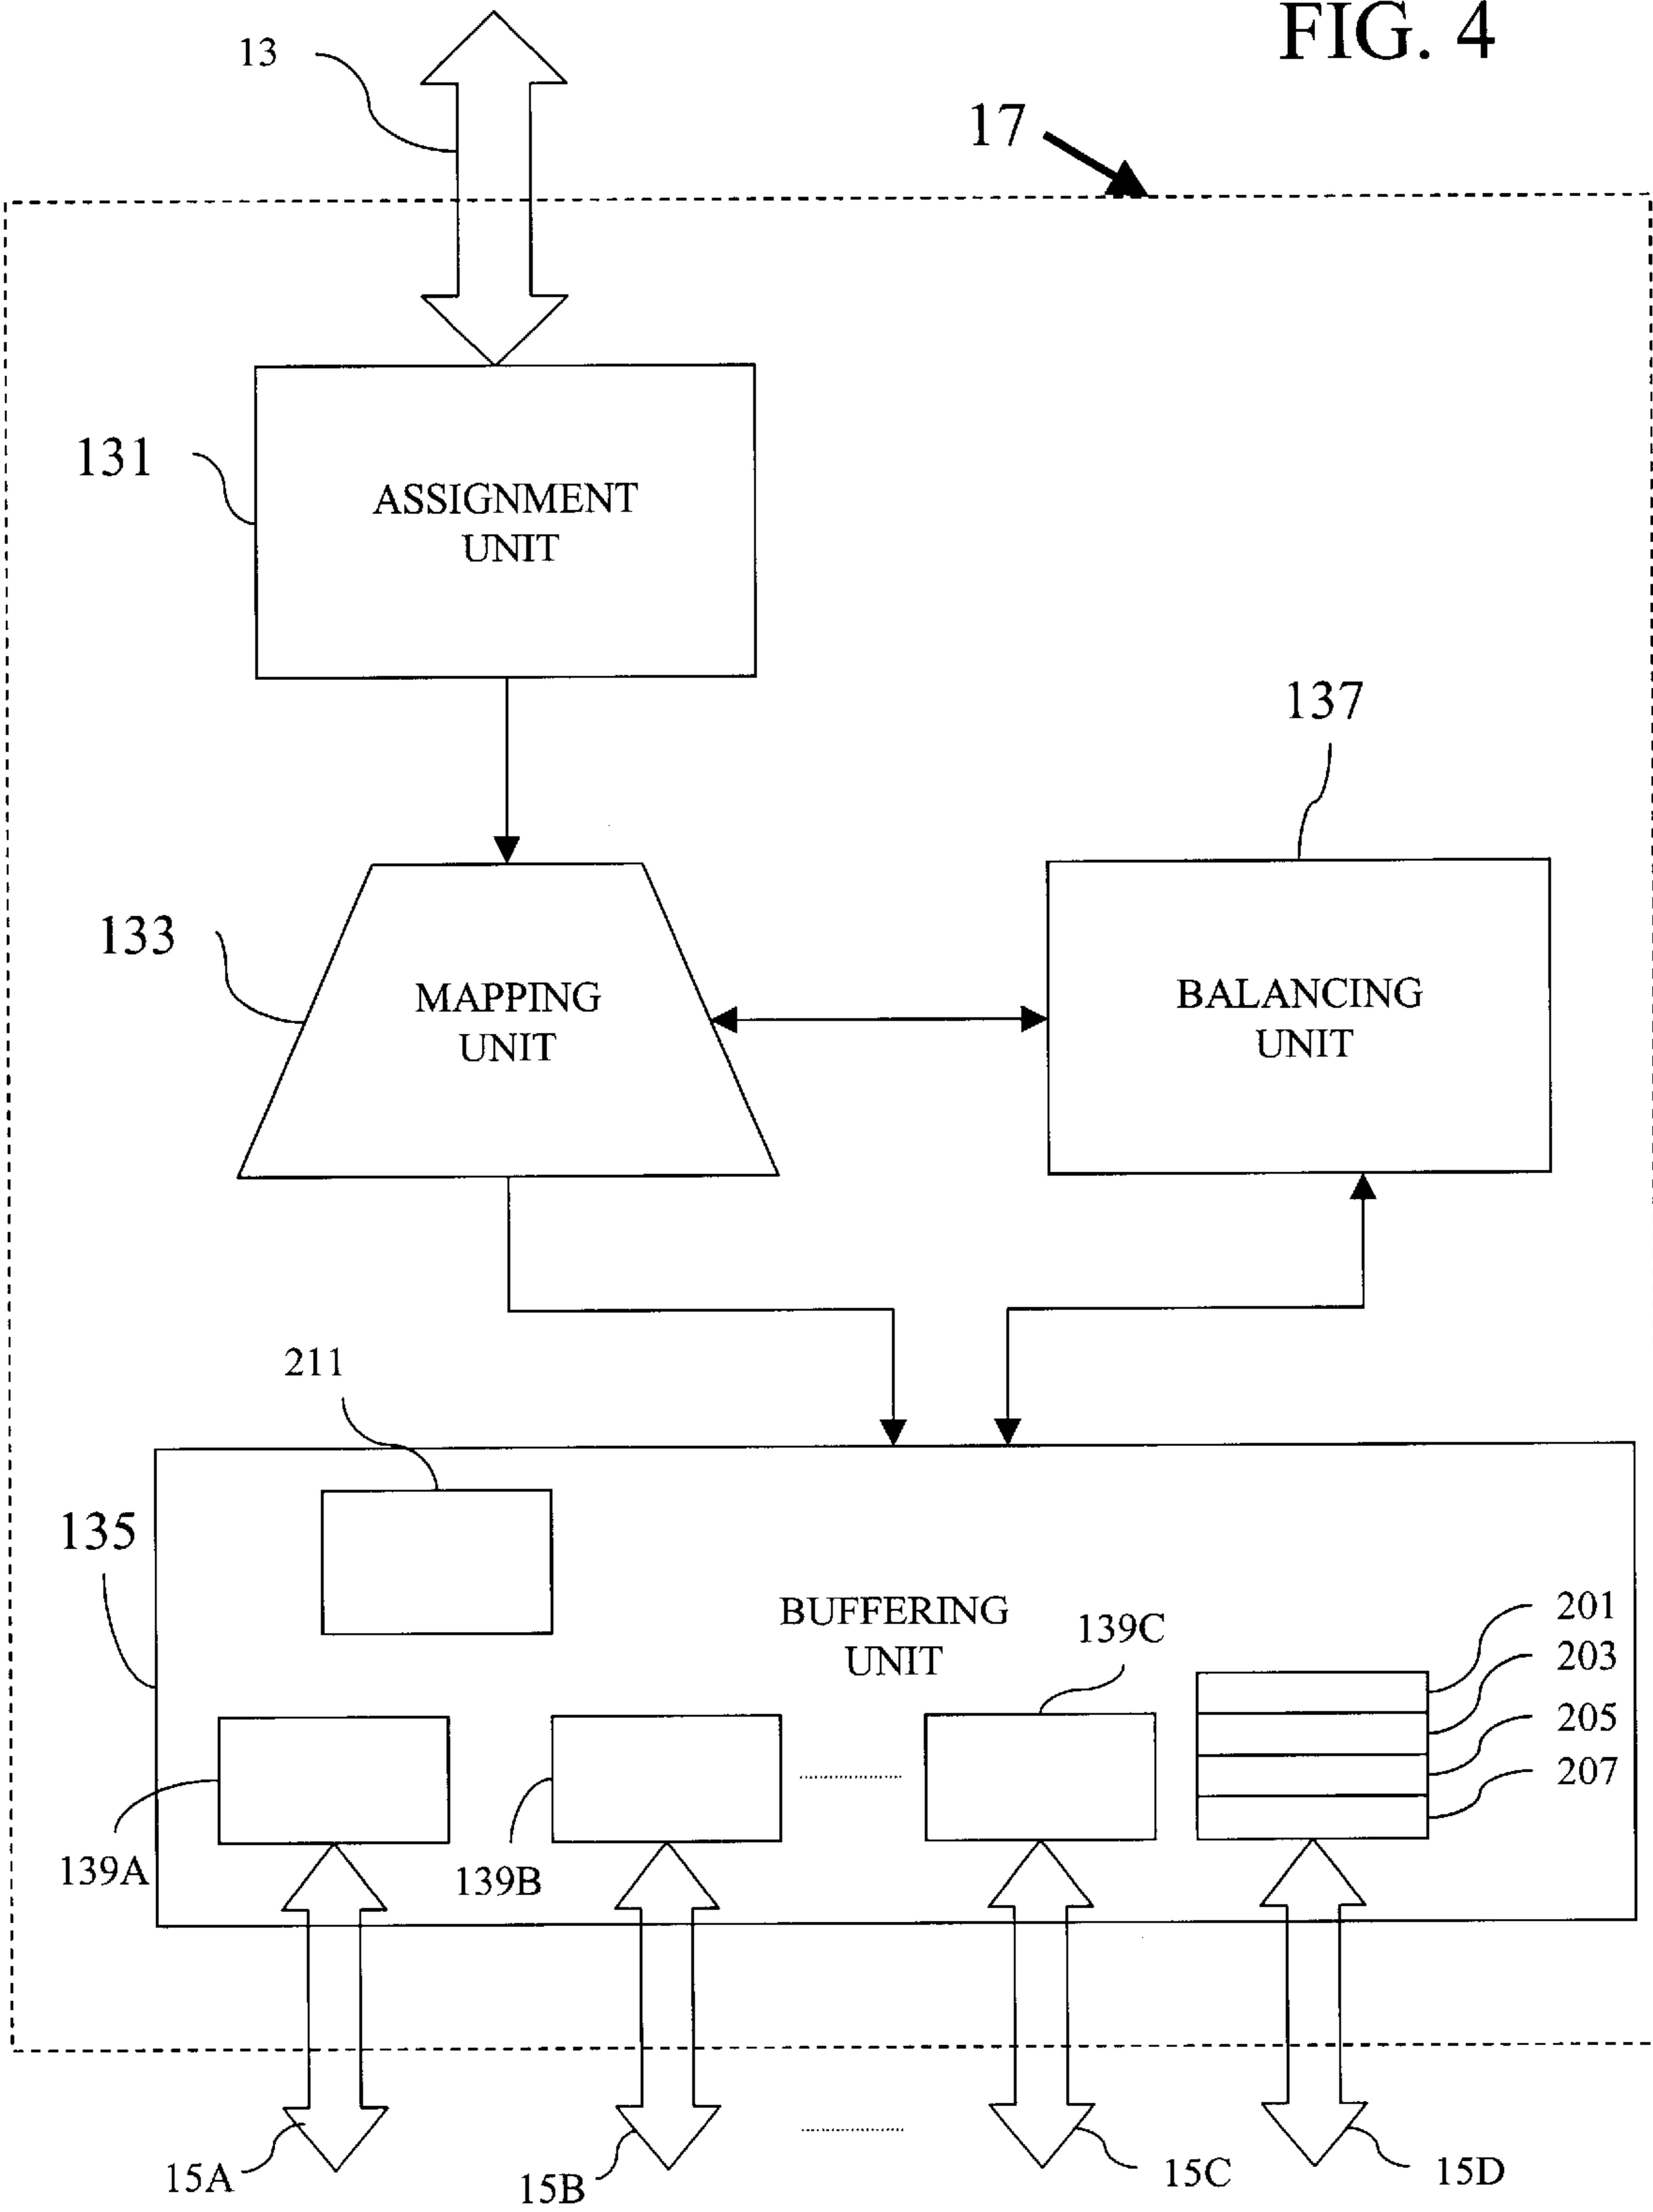 FIG. 4
13
17
131
ASSIGNMENT
UNIT
137
133
MAPPING
UNIT
BALANCING
UNIT
211
135
BUFFERING
UNIT
139C
201
203
205
207
139A
139B
15A
15B
15C
15D